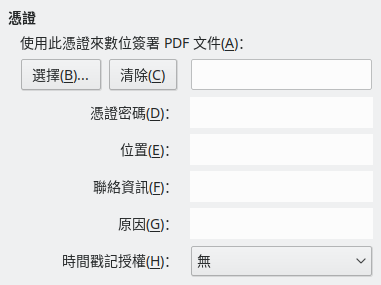 憑證
使用此憑證來數位簽署 PDF 文件(A)：
選擇(B)... 清除(C)
憑證密碼(D)：
位置(E)：
聯絡資訊(F)：
原因(G)：
時間戳記授權(H)： 無